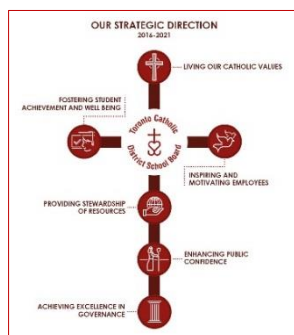 OUR STRATEGIC DIRECTION
2016-2021
LIVING OUR CATHOLIC VALUES
FOSTERING STUDENT
ACHIEVEMENT AND WELL BEING
Toronto Catholic
District School Board
INSPIRING AND
MOTIVATING EMPLOYEES
PROVIDING STEWARDSHIP
OF RESOURCES
ENHANCING PUBLIC
CONFIDENCE
ACHIEVING EXCELLENCE IN
GOVERNANCE